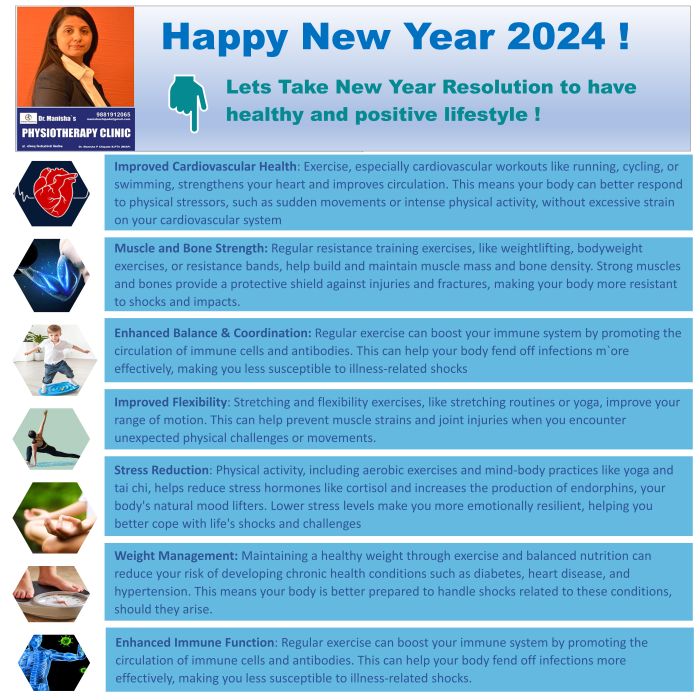 Happy New Year 2024 !
Lets Take New Year Resolution to have
healthy and positive lifestyle !
Dr. Manisha`s
9881912065
PHYSIOTHERAPY CLINIC
Improved Cardiovascular Health: Exercise, especially cardiovascular workouts like running, cycling, or
swimming, strengthens your heart and improves circulation. This means your body can better respond
to physical stressors, such as sudden movements or intense physical activity, without excessive strain
on your cardiovascular system
Muscle and Bone Strength: Regular resistance training exercises, like weightlifting, bodyweight
exercises, or resistance bands, help build and maintain muscle mass and bone density. Strong muscles
and bones provide a protective shield against injuries and fractures, making your body more resistant
to shocks and impacts.
Enhanced Balance & Coordination: Regular exercise can boost your immune system by promoting the
circulation of immune cells and antibodies. This can help your body fend off infections m`ore
effectively, making you less susceptible to illness-related shocks
Improved Flexibility: Stretching and flexibility exercises, like stretching routines or yoga, improve your
range of motion. This can help prevent muscle strains and joint injuries when you encounter
unexpected physical challenges or movements.
Stress Reduction: Physical activity, including aerobic exercises and mind-body practices like yoga and
tai chi, helps reduce stress hormones like cortisol and increases the production of endorphins, your
body's natural mood lifters. Lower stress levels make you more emotionally resilient, helping you
better cope with life's shocks and challenges
Weight Management: Maintaining a healthy weight through exercise and balanced nutrition can
reduce your risk of developing chronic health conditions such as diabetes, heart disease, and
hypertension. This means your body is better prepared to handle shocks related to these conditions,
should they arise.
Enhanced Immune Function: Regular exercise can boost your immune system by promoting the
circulation of immune cells and antibodies. This can help your body fend off infections more
effectively, making you less susceptible to illness-related shocks.